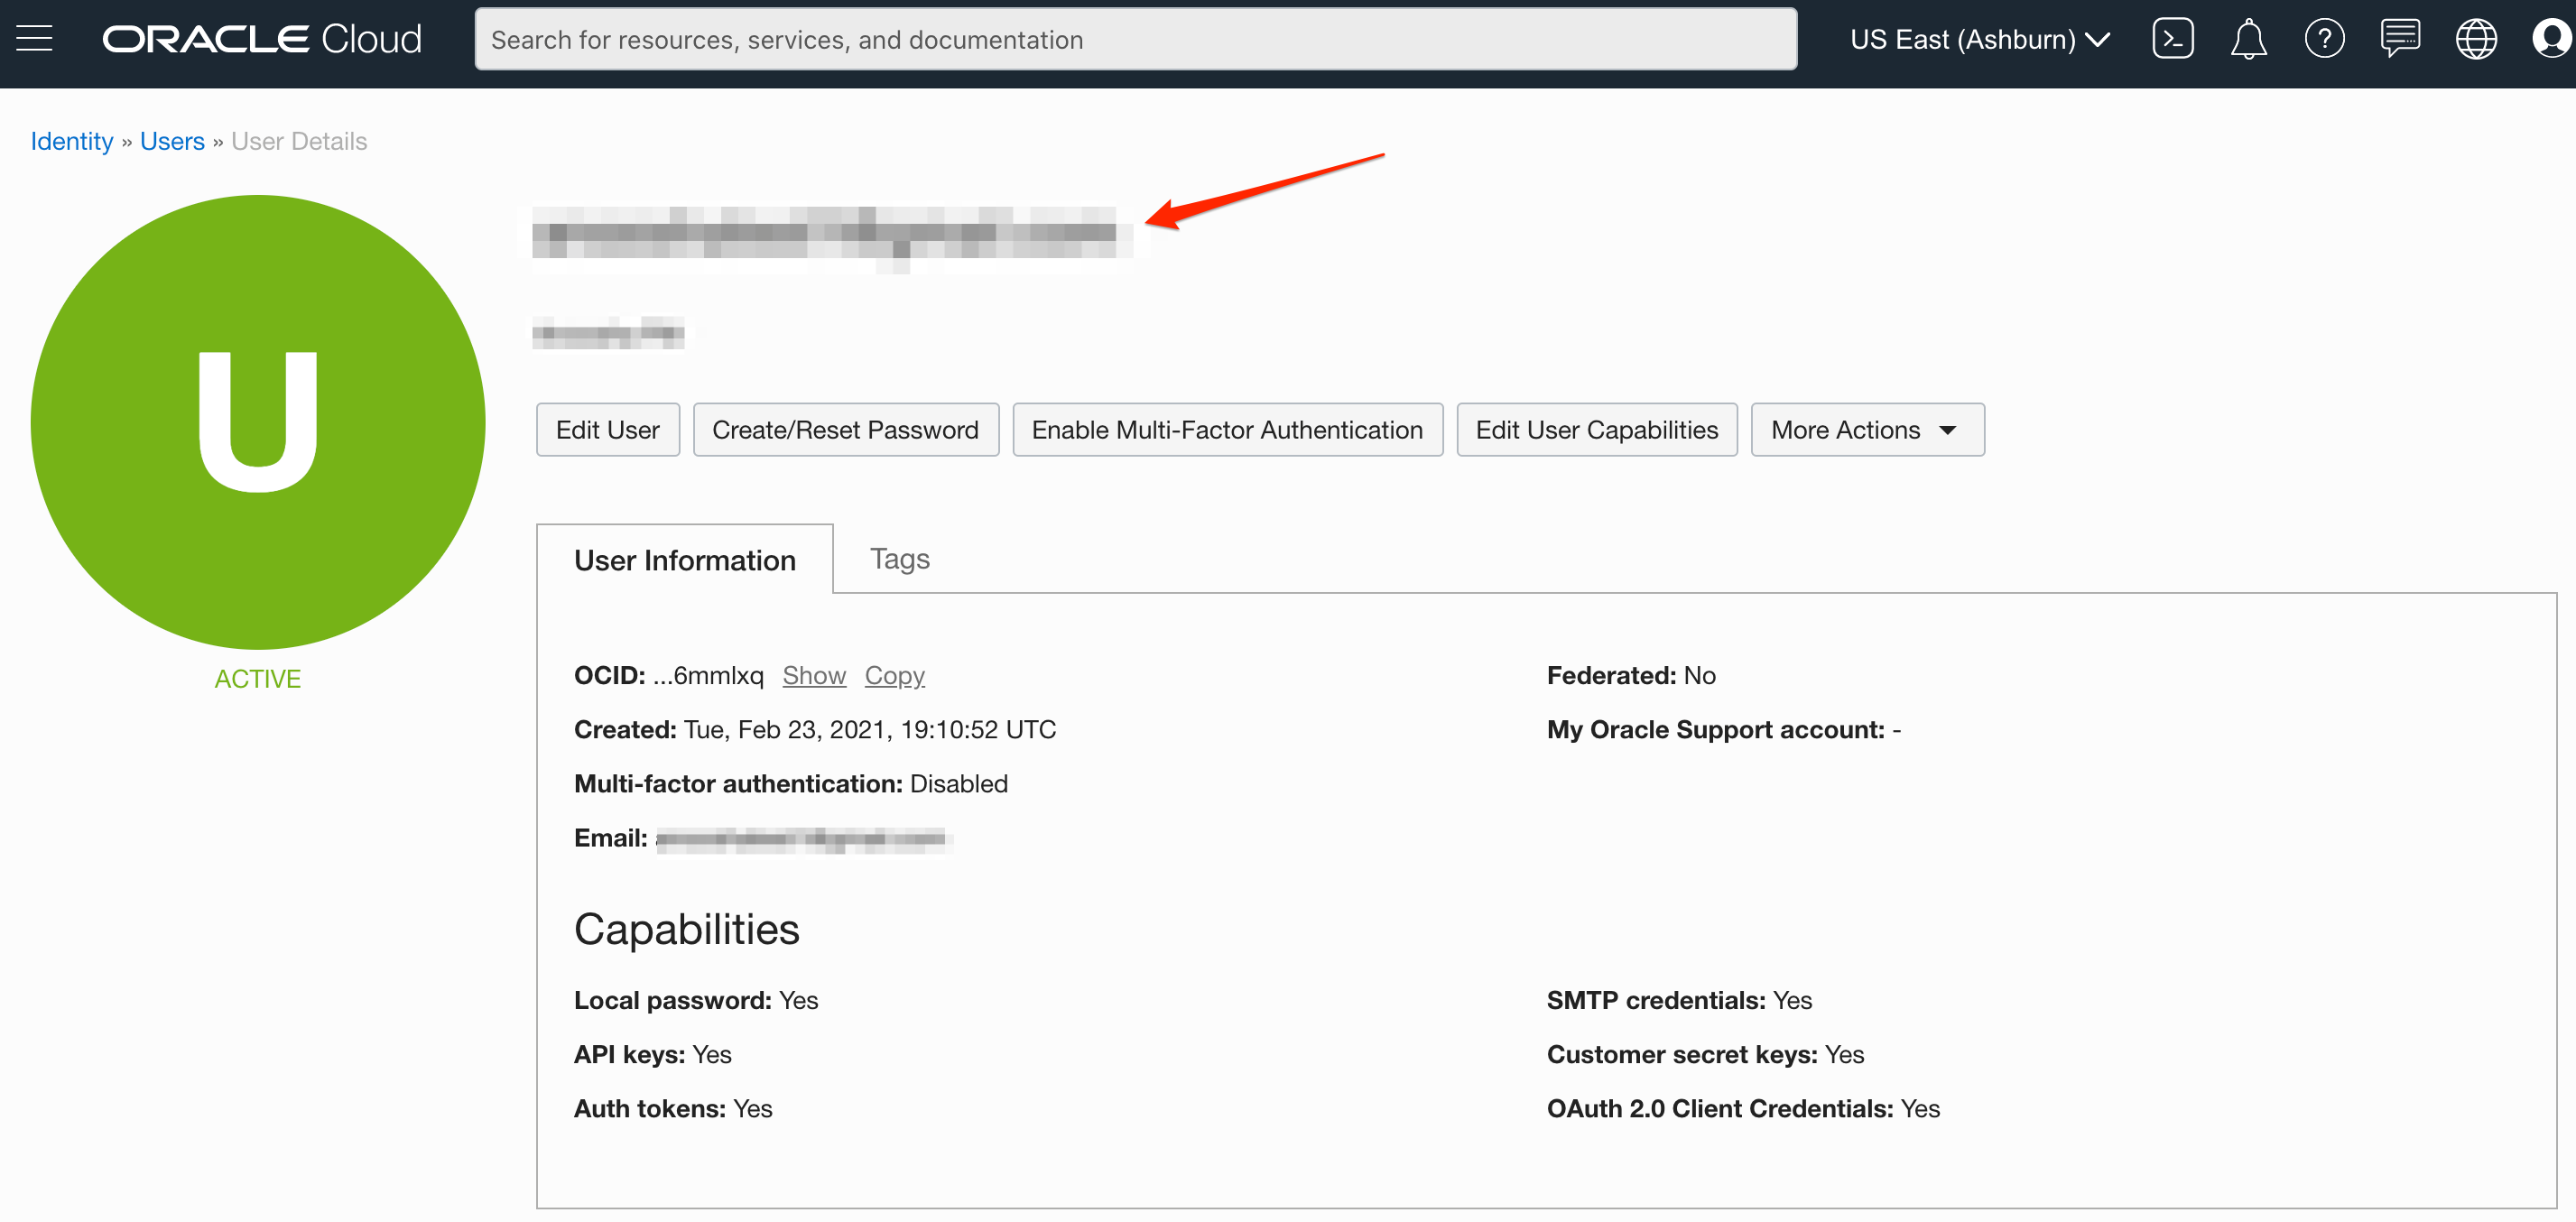 ORACLE Cloud
Search for resources, services, and documentation
US East (Ashburn)
Identity » Users » User Details
U
ACTIVE
Edit User
Create/Reset Password
Enable Multi-Factor Authentication
Edit User Capabilities
More Actions
User Information
Tags
OCID: ...6mmlxq Show Copy
Federated: No
Created: Tue, Feb 23, 2021, 19:10:52 UTC
My Oracle Support account: -
Multi-factor authentication: Disabled
Email:
Capabilities
Local password: Yes
SMTP credentials: Yes
API keys: Yes
Customer secret keys: Yes
Auth tokens: Yes
OAuth 2.0 Client Credentials: Yes